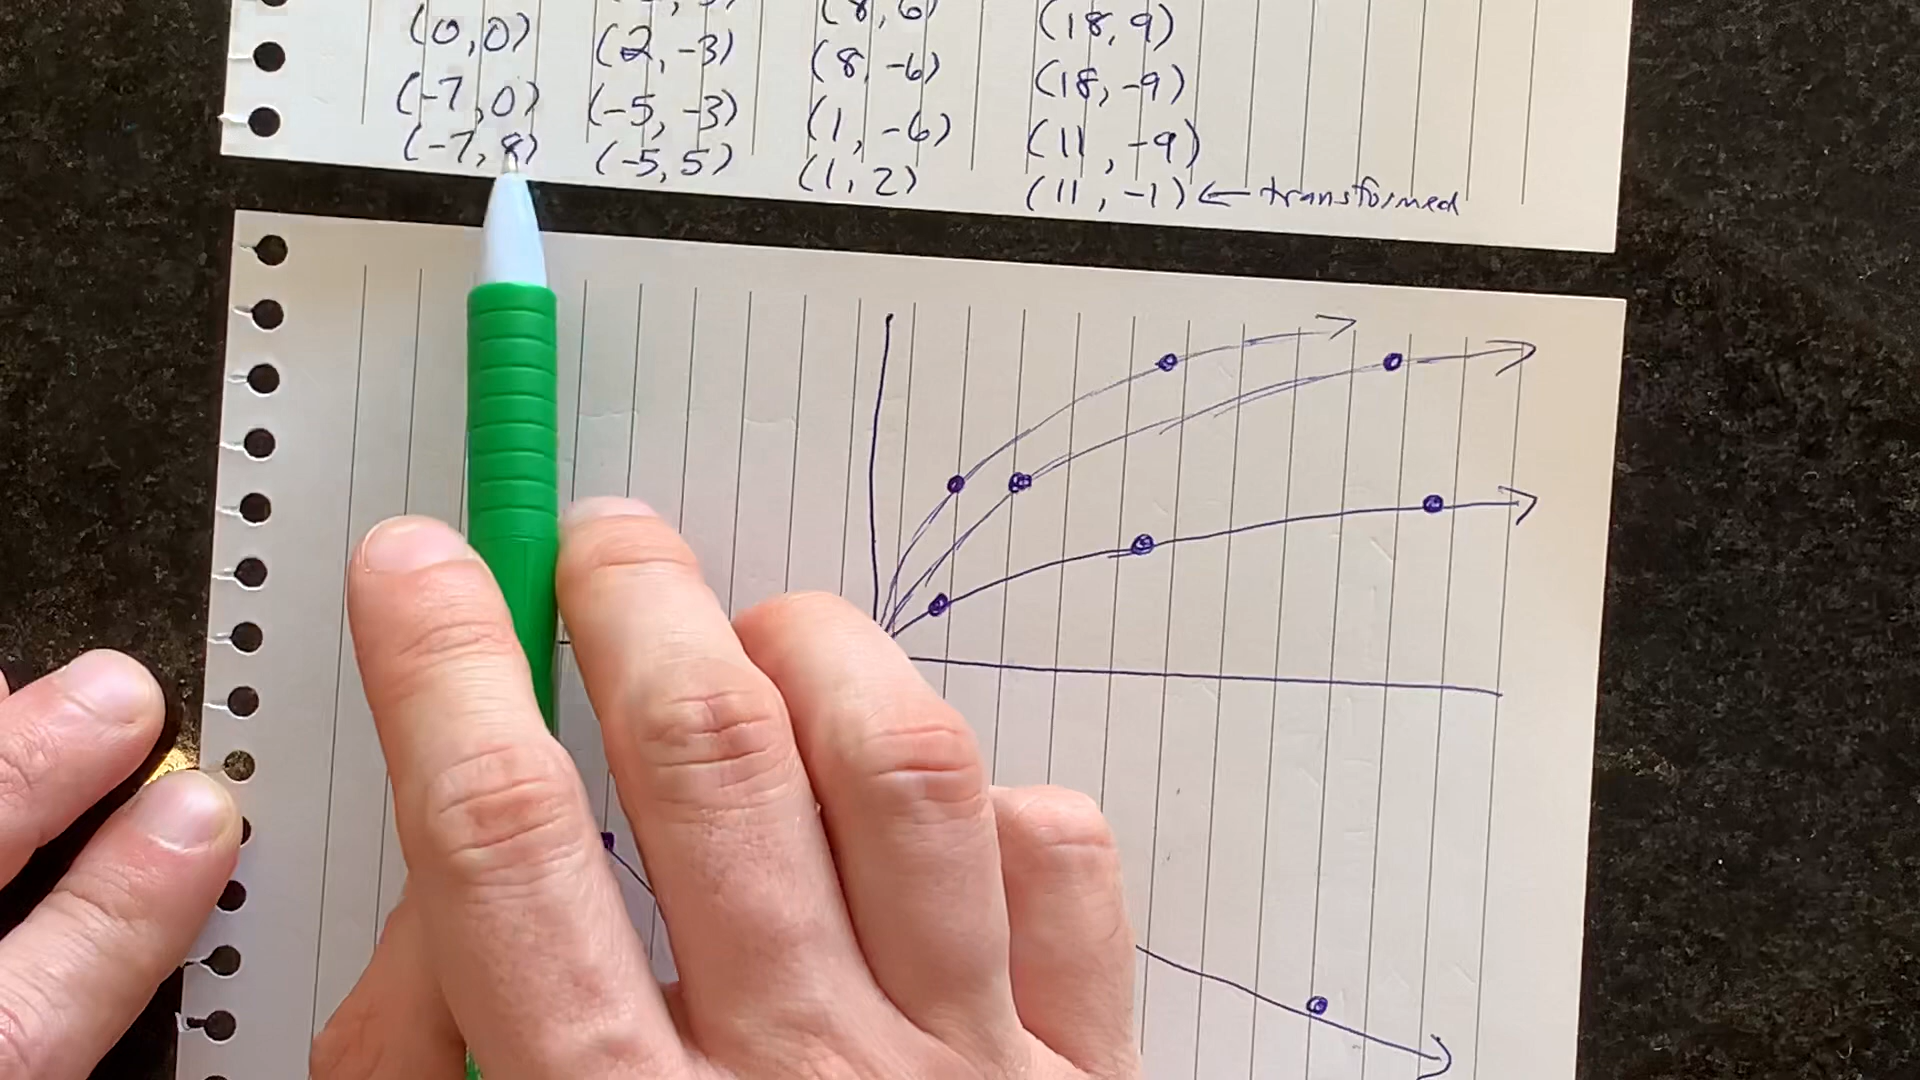 (0,0) (2,-3) (8,6) (18,9)
(-7,0) (-5,-3) (8,-6) (18,-9)
(-7,8) (-5,5) (1,-6) (11,-9)
(1,2) (11,-1) ← transformed